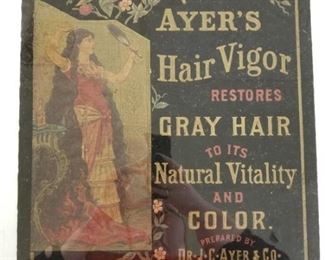 AYER'S
Hair Vigor
RESTORES
GRAY HAIR
TO ITS
Natural Vitality
AND
COLOR.
PREPARED BY
DR. J. C. AYER & CO.